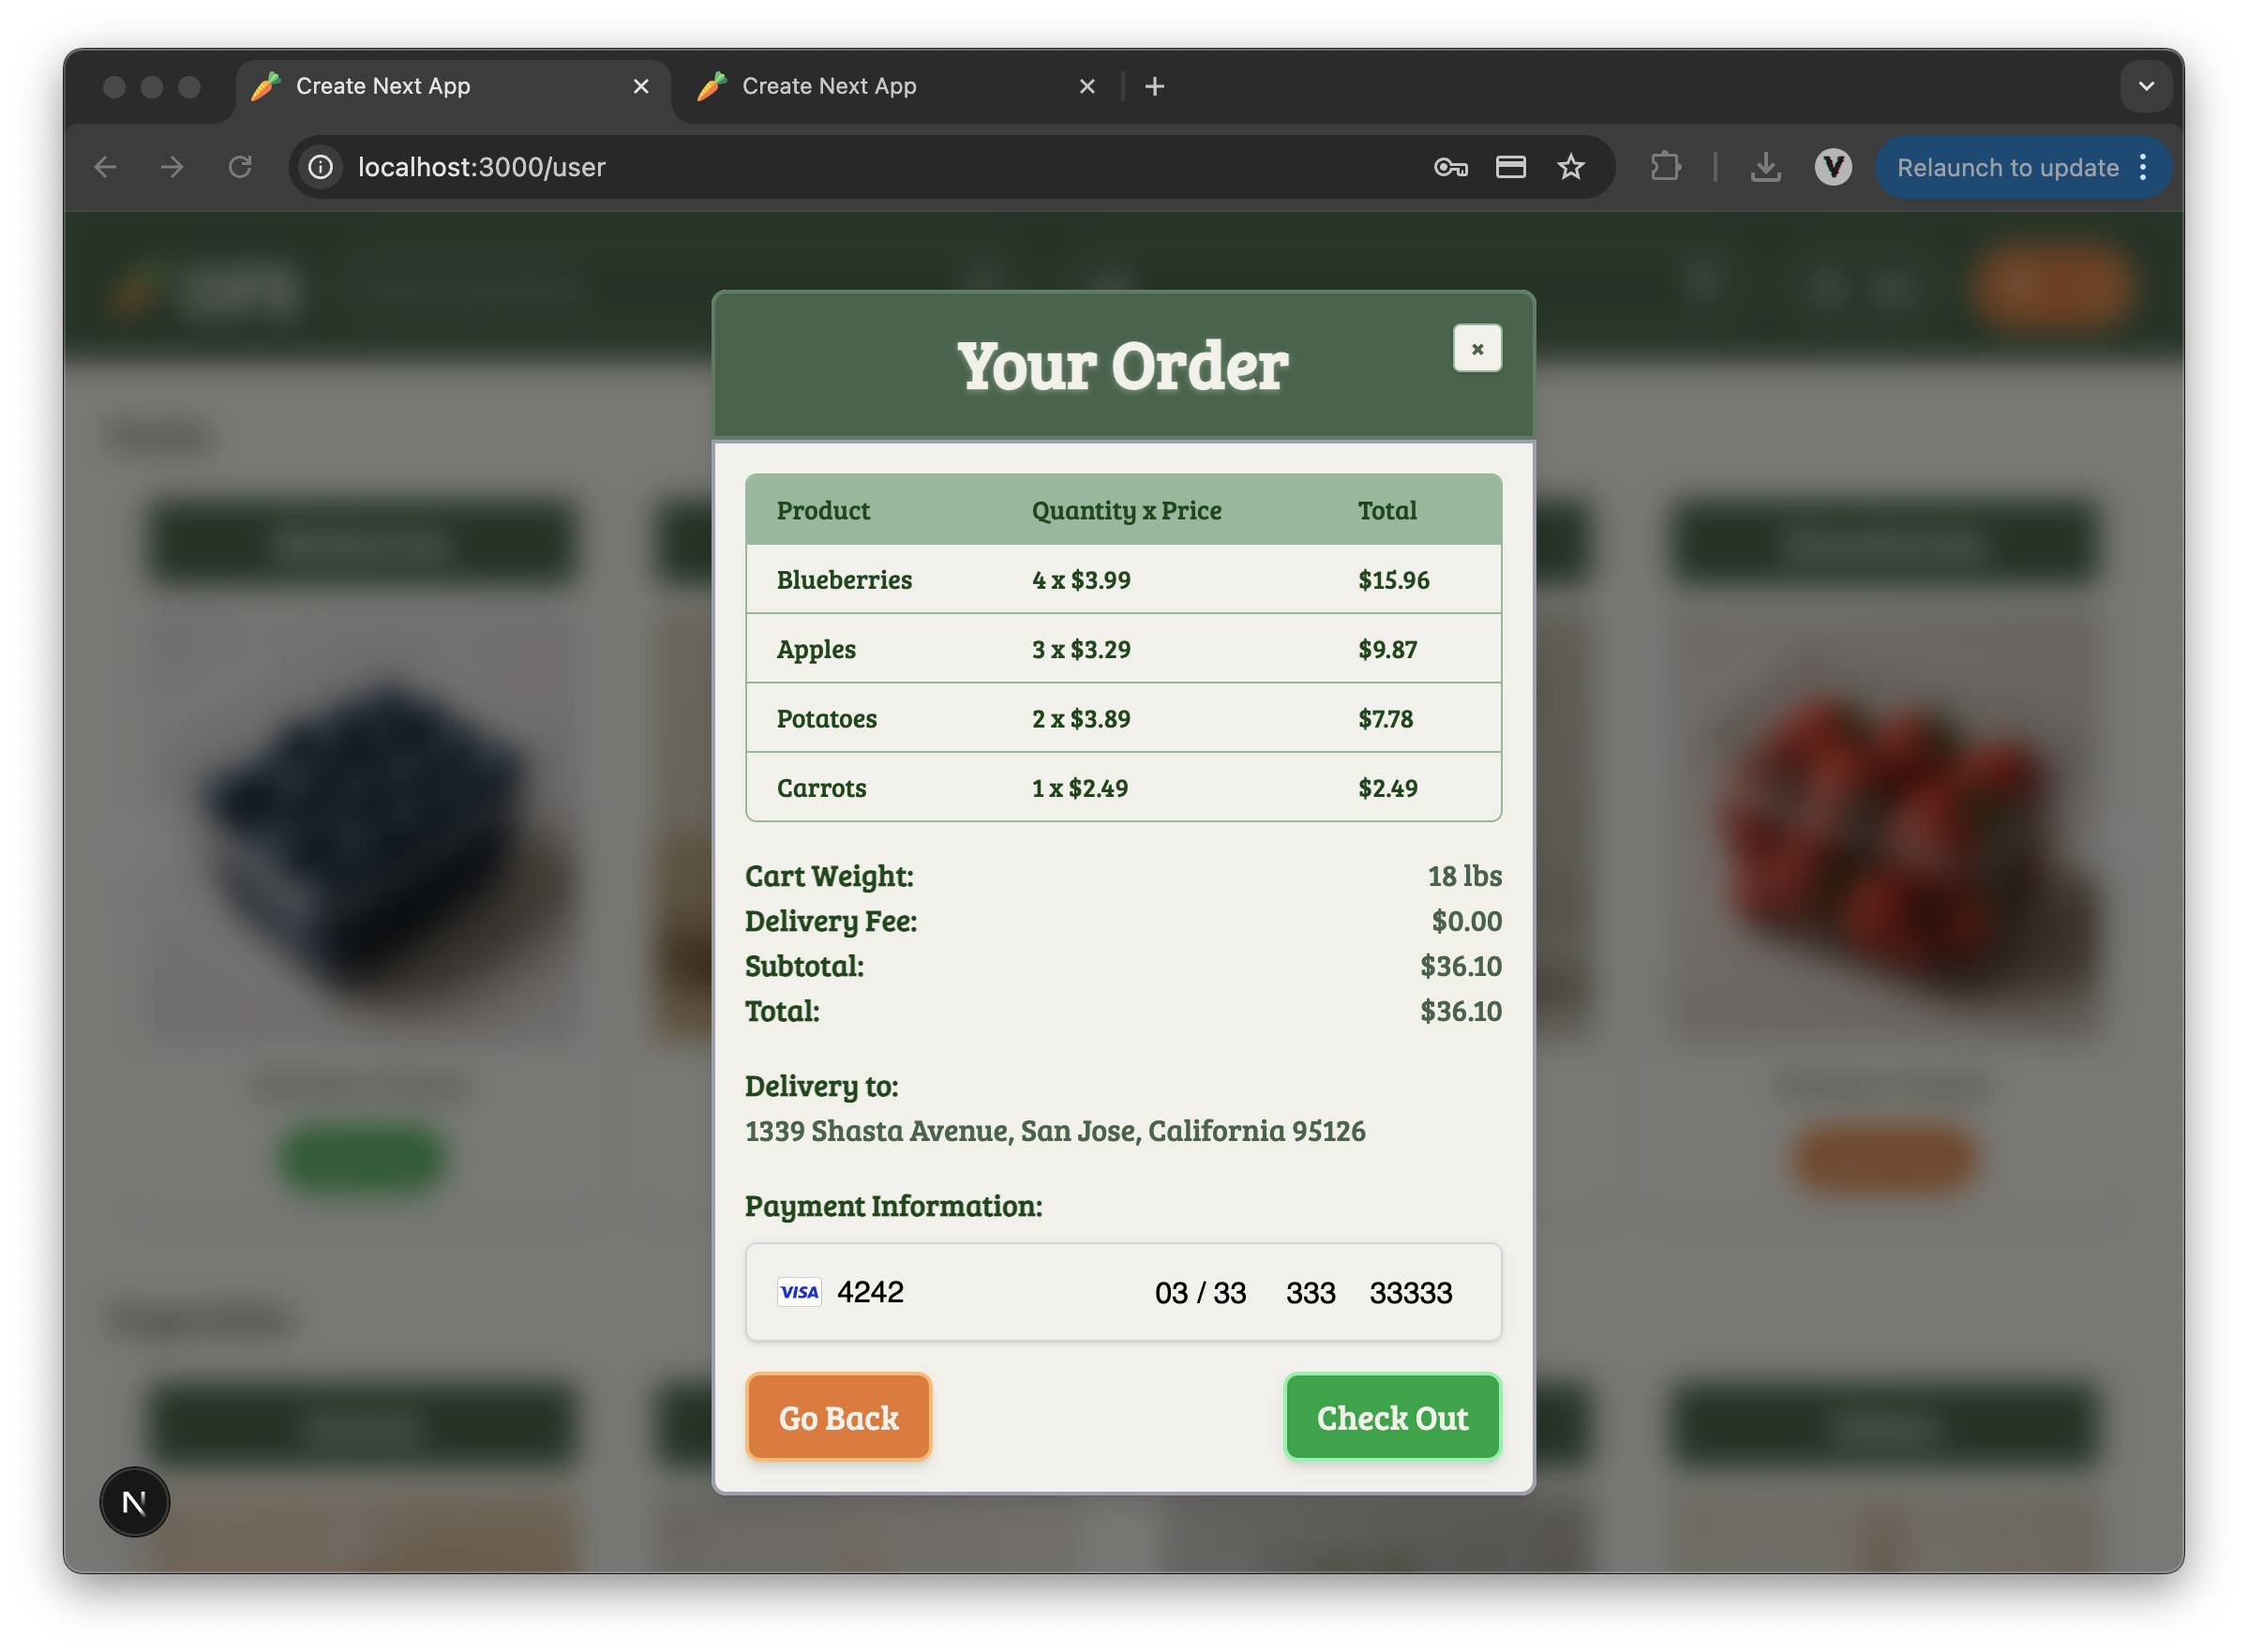 Create Next App
Create Next App
localhost:3000/user
Relaunch to update
Your Order
Product Quantity x Price Total
Blueberries 4 x $3.99 $15.96
Apples 3 x $3.29 $9.87
Potatoes 2 x $3.89 $7.78
Carrots 1 x $2.49 $2.49
Cart Weight: 18 lbs
Delivery Fee: $0.00
Subtotal: $36.10
Total: $36.10
Delivery to:
1339 Shasta Avenue, San Jose, California 95126
Payment Information:
VISA 4242 03 / 33 333 33333
Go Back Check Out
N